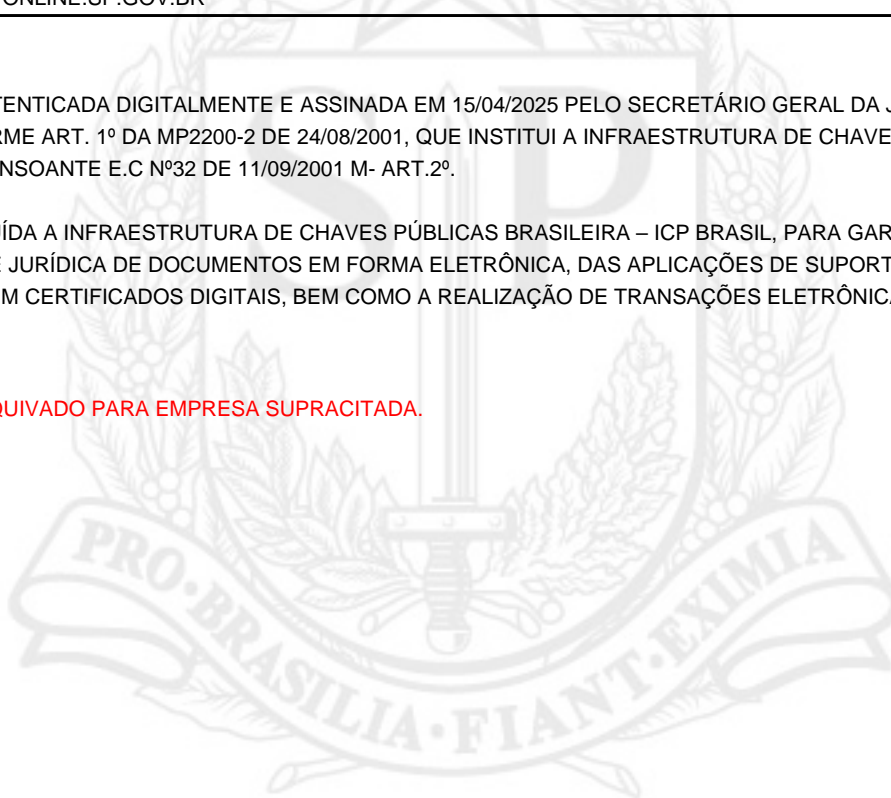 ONLINE.SP.GOV.BR
TENTICADA DIGITALMENTE E ASSINADA EM 15/04/2025 PELO SECRETÁRIO GERAL DA J
RME ART. 1º DA MP2200-2 DE 24/08/2001, QUE INSTITUI A INFRAESTRUTURA DE CHAVE
NSOANTE E.C Nº32 DE 11/09/2001 M- ART.2º.
UÍDA A INFRAESTRUTURA DE CHAVES PÚBLICAS BRASILEIRA – ICP BRASIL, PARA GAR
E JURÍDICA DE DOCUMENTOS EM FORMA ELETRÔNICA, DAS APLICAÇÕES DE SUPORT
M CERTIFICADOS DIGITAIS, BEM COMO A REALIZAÇÃO DE TRANSAÇÕES ELETRÔNICA
QUIVADO PARA EMPRESA SUPRACITADA.
SP
PRO·BRASILIA·FIANT·EXIMIA